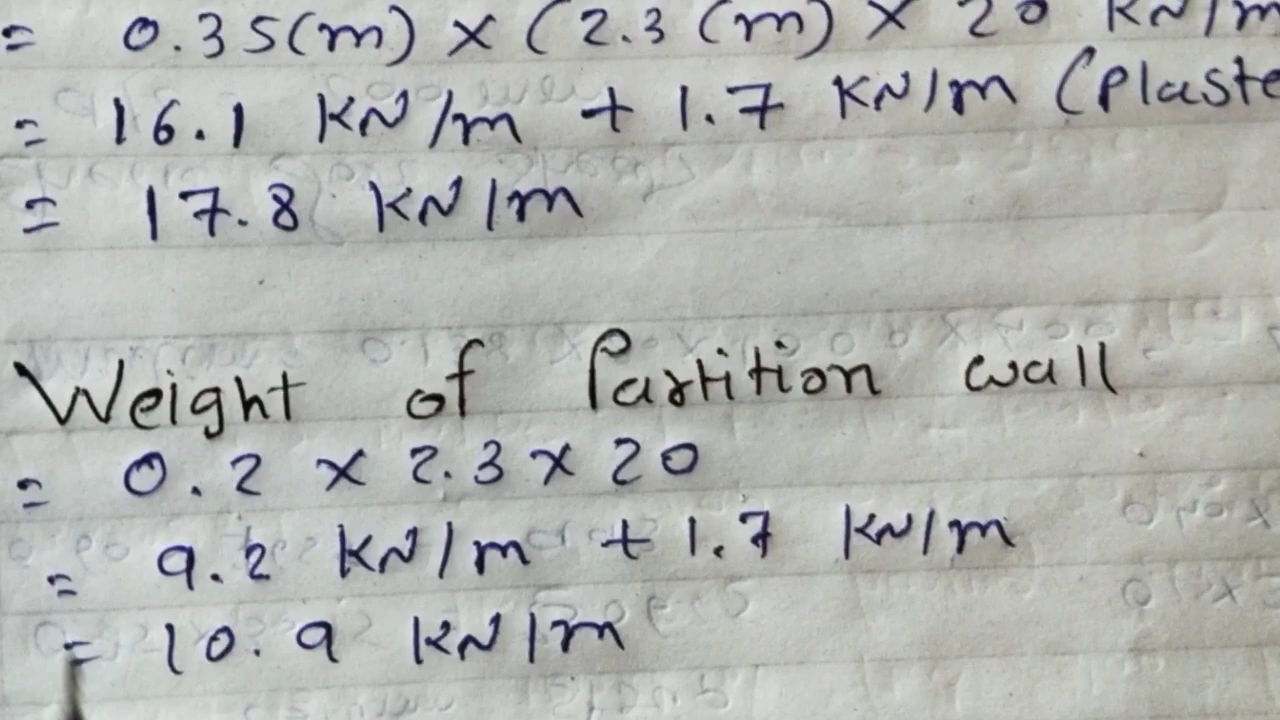 = 0.35(m) × (2.3 (m) × 20 KN/m
= 16.1 KN/m + 1.7 KN/m (Plaste
= 17.8 KN/m
Weight of Partition wall
= 0.2 × 2.3 × 20
= 9.2 KN/m + 1.7 KN/m
= 10.9 KN/m